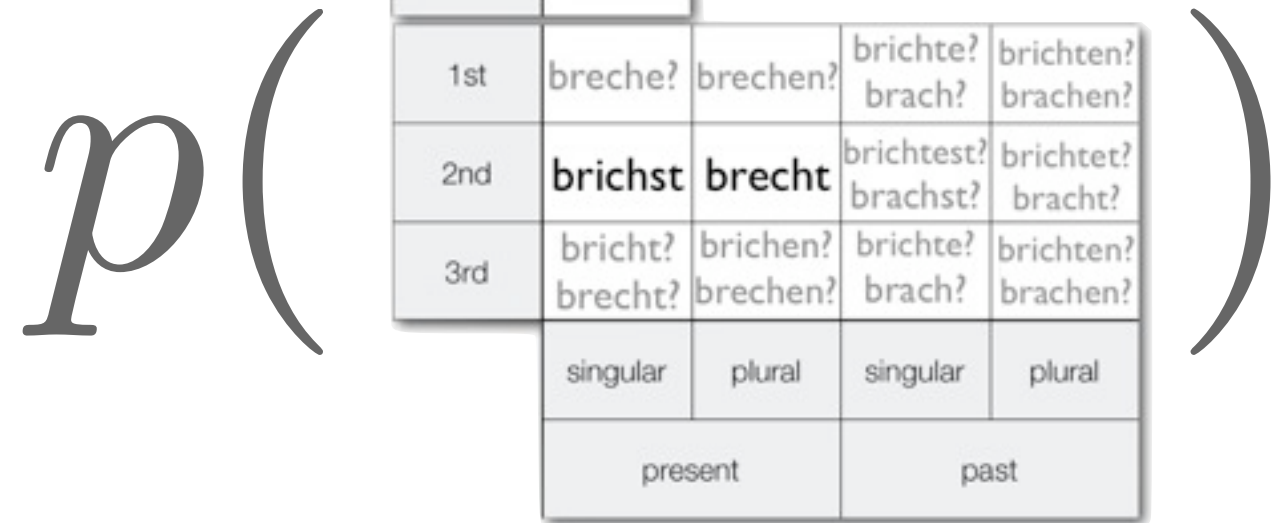 p(
1st breche? brechen? brichte? brichten?
brach? brachen?
2nd brichst brecht brichtest? brichtet?
brachst? bracht?
3rd bricht? brichen? brichte? brichten?
brecht? brechen? brach? brachen?
singular plural singular plural
present past
)